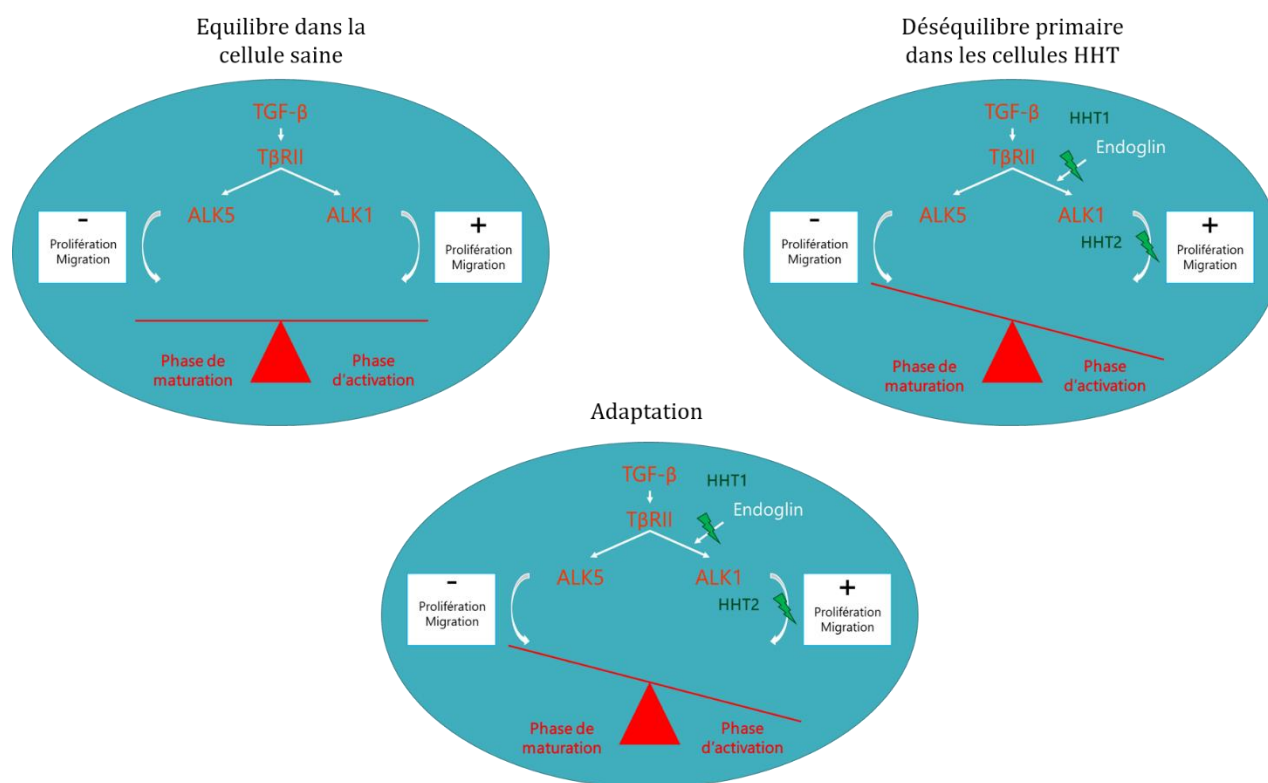 Equilibre dans la
cellule saine
TGF-β
TβRII
ALK5
ALK1
-
Prolifération
Migration
+
Prolifération
Migration
Phase de
maturation
Phase
d'activation
Déséquilibre primaire
dans les cellules HHT
TGF-β
HHT1
TβRII
Endoglin
ALK5
ALK1
HHT2
-
Prolifération
Migration
+
Prolifération
Migration
Phase de
maturation
Phase
d'activation
Adaptation
TGF-β
HHT1
TβRII
Endoglin
ALK5
ALK1
HHT2
-
Prolifération
Migration
+
Prolifération
Migration
Phase de
maturation
Phase
d'activation